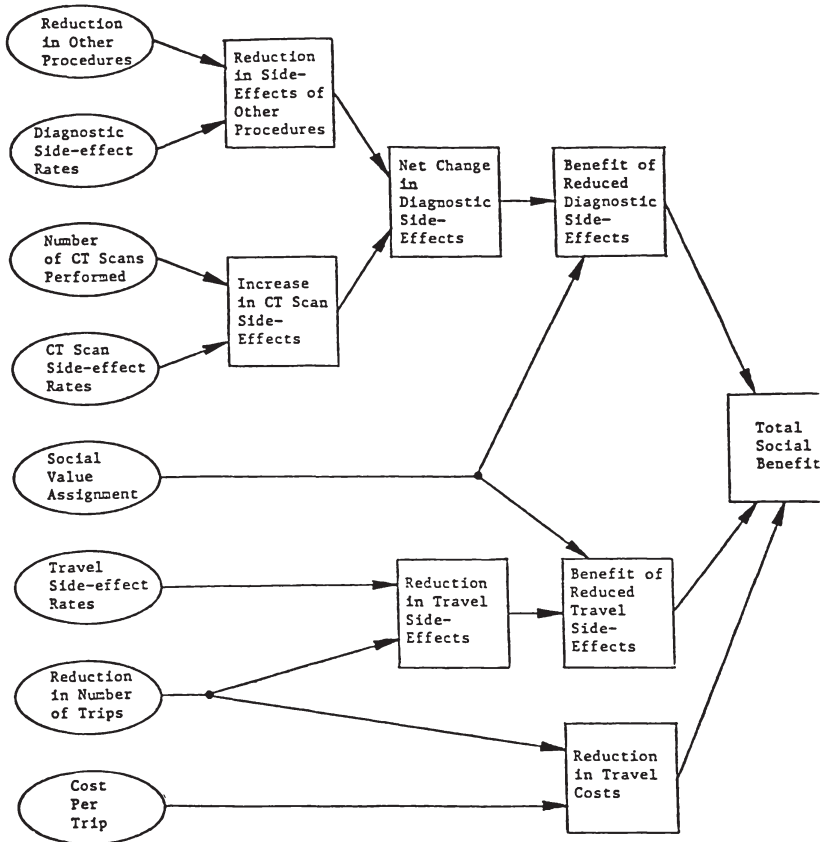 Reduction
in Other
Procedures
Reduction
in Side-
Effects of
Other
Procedures
Diagnostic
Side-effect
Rates
Net Change
in
Diagnostic
Side-
Effects
Benefit of
Reduced
Diagnostic
Side-
Effects
Number
of CT Scans
Performed
Increase
in CT Scan
Side-
Effects
CT Scan
Side-effect
Rates
Total
Social
Benefit
Social
Value
Assignment
Travel
Side-effect
Rates
Reduction
in Travel
Side-
Effects
Benefit of
Reduced
Travel
Side-
Effects
Reduction
in Number
of Trips
Reduction
in Travel
Costs
Cost
Per
Trip